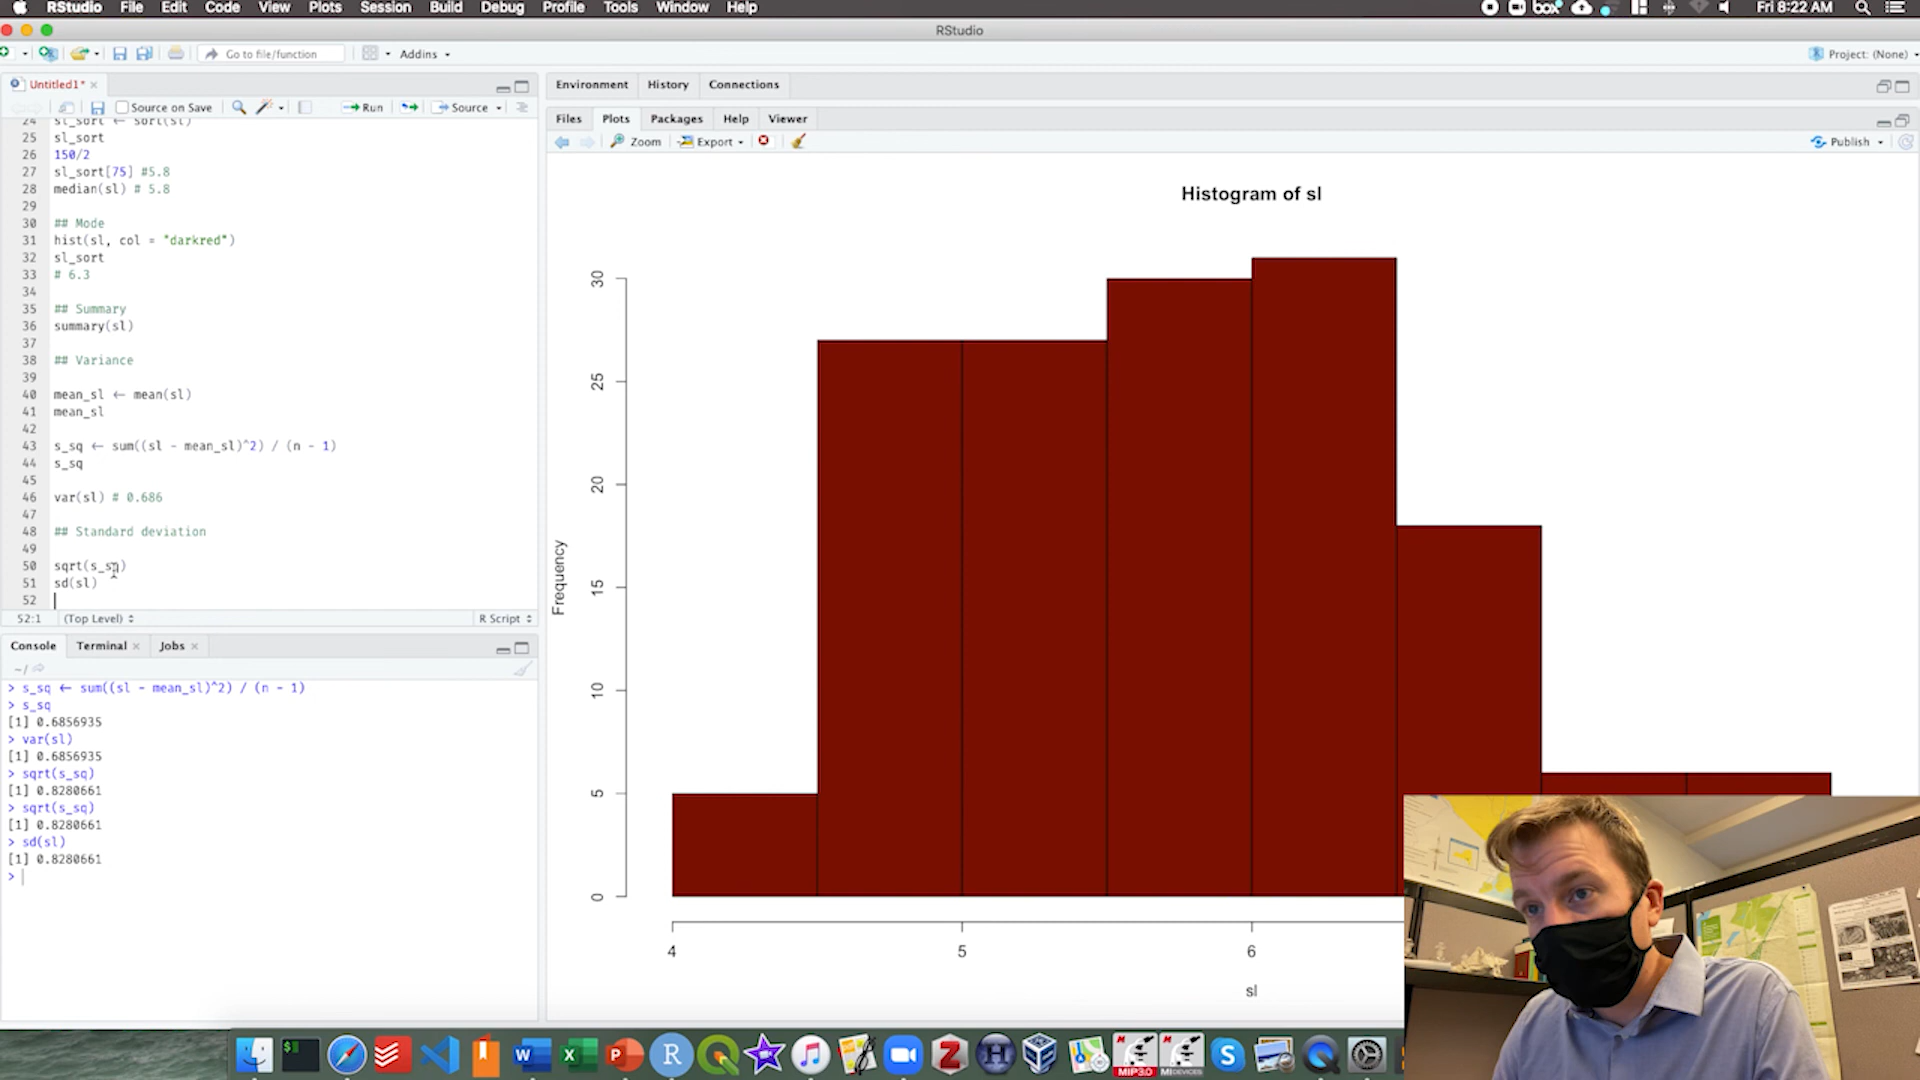 RStudio File Edit Code View Plots Session Build Debug Profile Tools Window Help
box Fri 8:22 AM
RStudio
Go to file/function Addins Project: (None)
Untitled1*
Source on Save Run Source
24 sl_sort ← sort(sl)
25 sl_sort
26 150/2
27 sl_sort[75] #5.8
28 median(sl) # 5.8
29
30 ## Mode
31 hist(sl, col = "darkred")
32 sl_sort
33 # 6.3
34
35 ## Summary
36 summary(sl)
37
38 ## Variance
39
40 mean_sl ← mean(sl)
41 mean_sl
42
43 s_sq ← sum((sl - mean_sl)^2) / (n - 1)
44 s_sq
45
46 var(sl) # 0.686
47
48 ## Standard deviation
49
50 sqrt(s_sq)
51 sd(sl)
52
52:1 (Top Level) R Script
Console Terminal Jobs
~/
> s_sq ← sum((sl - mean_sl)^2) / (n - 1)
> s_sq
[1] 0.6856935
> var(sl)
[1] 0.6856935
> sqrt(s_sq)
[1] 0.8280661
> sqrt(s_sq)
[1] 0.8280661
> sd(sl)
[1] 0.8280661
>
Environment History Connections
Files Plots Packages Help Viewer
Zoom Export Publish
Histogram of sl
Frequency
30
25
20
15
10
5
0
4 5 6
sl
$
W X P R Z H S
MIP3.0 MIDEVICES